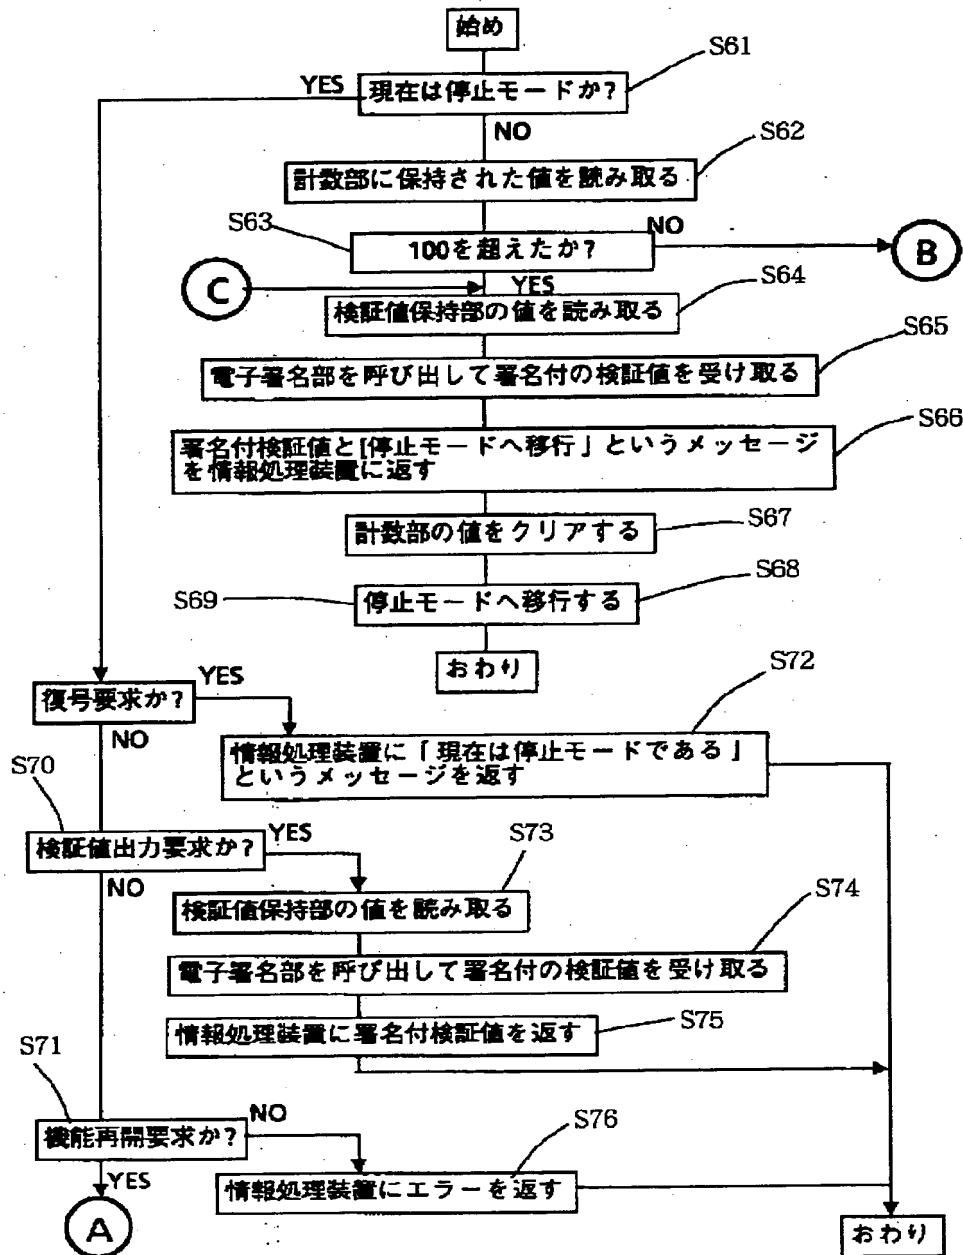 始め
S61
YES
現在は停止モードか?
NO
S62
計数部に保持された値を読み取る
S63
NO
100を超えたか?
B
C
YES
S64
検証値保持部の値を読み取る
S65
電子署名部を呼び出して署名付の検証値を受け取る
S66
署名付検証値と[停止モードへ移行」というメッセージ
を情報処理装置に返す
S67
計数部の値をクリアする
S68
S69
停止モードへ移行する
おわり
S72
復号要求か?
YES
NO
情報処理装置に「現在は停止モードである」
というメッセージを返す
S70
検証値出力要求か?
YES
S73
NO
検証値保持部の値を読み取る
S74
電子署名部を呼び出して署名付の検証値を受け取る
S75
情報処理装置に署名付検証値を返す
S71
機能再開要求か?
NO
S76
YES
情報処理装置にエラーを返す
A
おわり